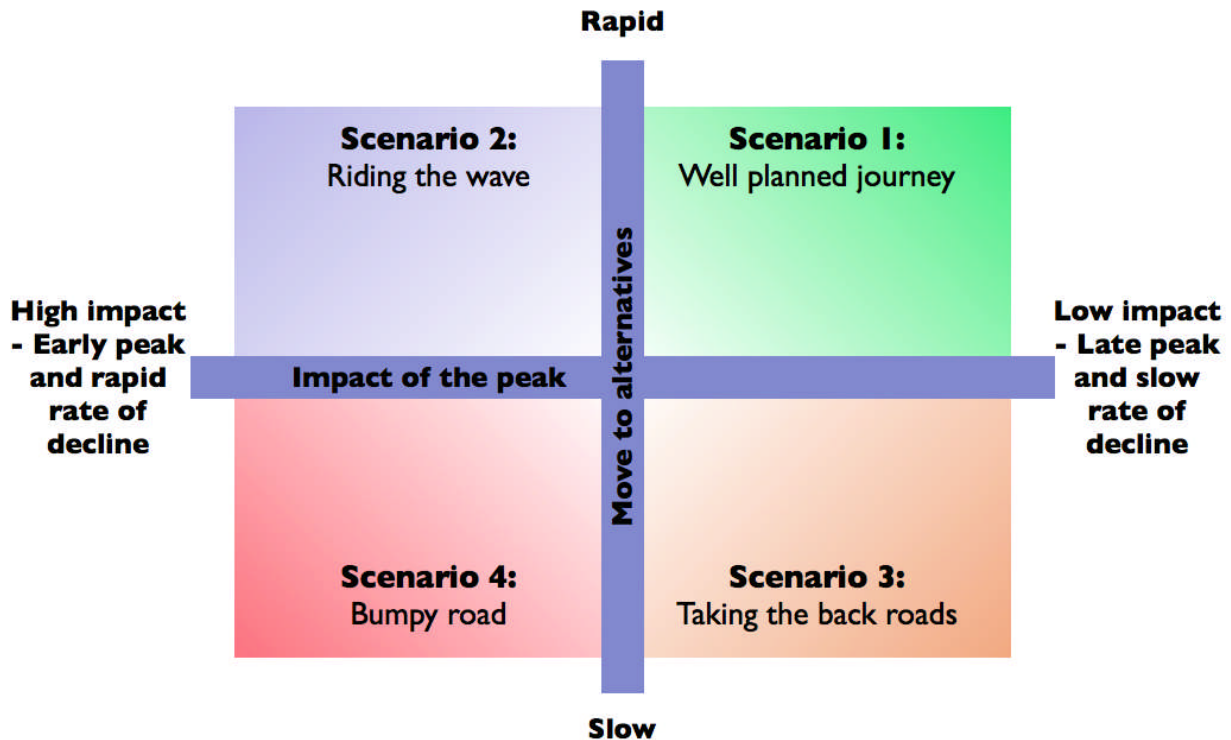 Rapid
Scenario 2:
Riding the wave
Scenario 1:
Well planned journey
High impact
- Early peak
and rapid
rate of
decline
Impact of the peak
Move to alternatives
Low impact
- Late peak
and slow
rate of
decline
Scenario 4:
Bumpy road
Scenario 3:
Taking the back roads
Slow